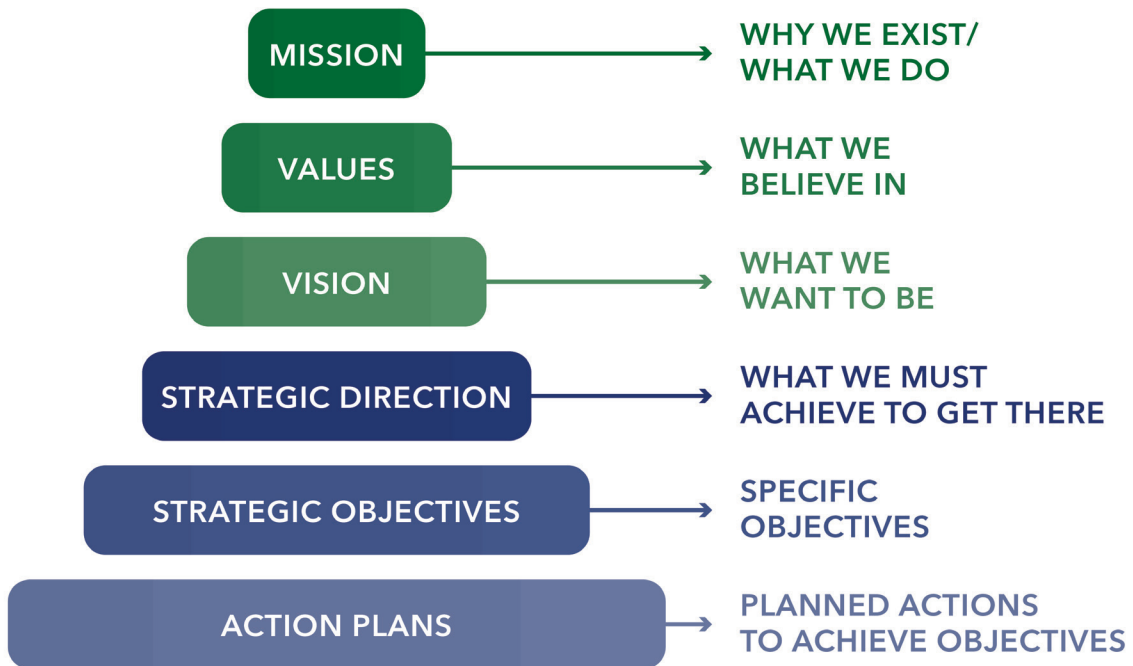 MISSION
WHY WE EXIST/
WHAT WE DO
VALUES
WHAT WE
BELIEVE IN
VISION
WHAT WE
WANT TO BE
STRATEGIC DIRECTION
WHAT WE MUST
ACHIEVE TO GET THERE
STRATEGIC OBJECTIVES
SPECIFIC
OBJECTIVES
ACTION PLANS
PLANNED ACTIONS
TO ACHIEVE OBJECTIVES